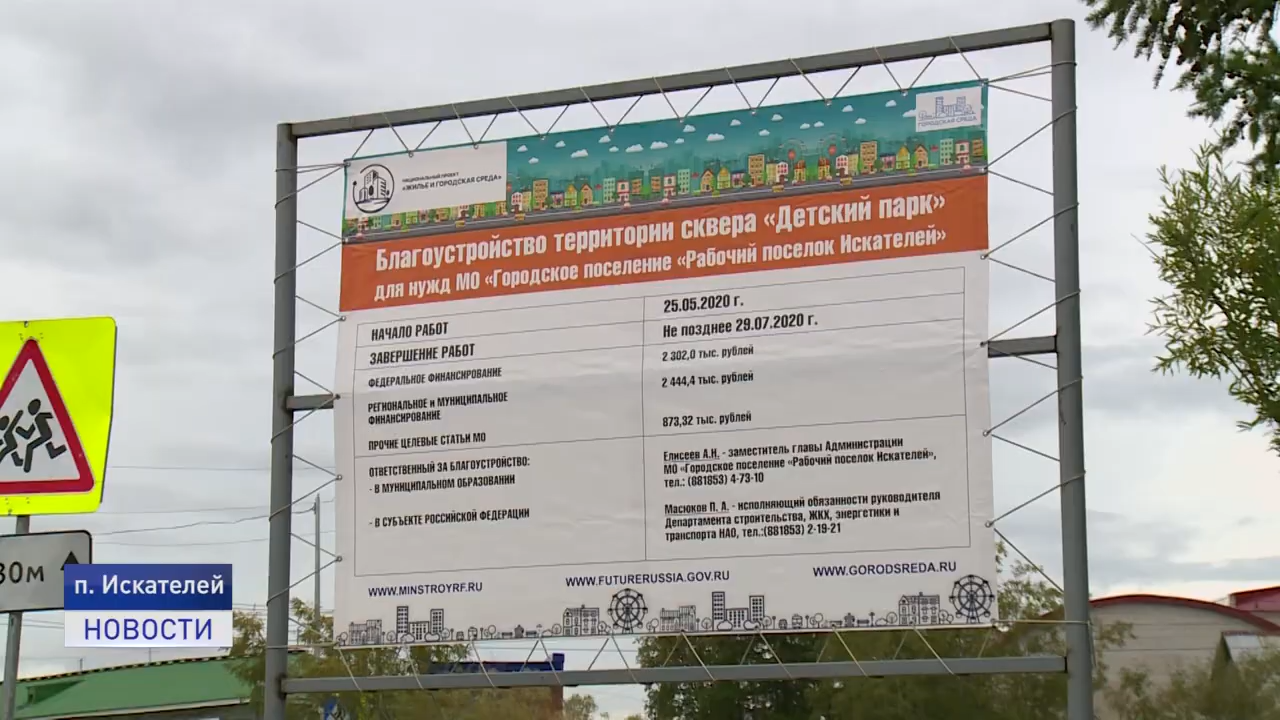 НАЦИОНАЛЬНЫЙ ПРОЕКТ
«ЖИЛЬЕ И ГОРОДСКАЯ СРЕДА»
ГОРОДСКАЯ СРЕДА
Благоустройство территории сквера «Детский парк»
для нужд МО «Городское поселение «Рабочий поселок Искателей»
НАЧАЛО РАБОТ
25.05.2020 г.
ЗАВЕРШЕНИЕ РАБОТ
Не позднее 29.07.2020 г.
ФЕДЕРАЛЬНОЕ ФИНАНСИРОВАНИЕ
2 302,0 тыс. рублей
РЕГИОНАЛЬНОЕ и МУНИЦИПАЛЬНОЕ
ФИНАНСИРОВАНИЕ
2 444,4 тыс. рублей
ПРОЧИЕ ЦЕЛЕВЫЕ СТАТЬИ МО
873,32 тыс. рублей
ОТВЕТСТВЕННЫЙ ЗА БЛАГОУСТРОЙСТВО:
- В МУНИЦИПАЛЬНОМ ОБРАЗОВАНИИ
Елисеев А.Н. - заместитель главы Администрации
МО «Городское поселение «Рабочий поселок Искателей»,
тел.: (881853) 4-73-10
- В СУБЪЕКТЕ РОССИЙСКОЙ ФЕДЕРАЦИИ
Масюков П. А. - исполняющий обязанности руководителя
Департамента строительства, ЖКХ, энергетики и
транспорта НАО, тел.:(881853) 2-19-21
WWW.MINSTROYRF.RU
WWW.FUTURERUSSIA.GOV.RU
WWW.GORODSREDA.RU
30м
п. Искателей
НОВОСТИ